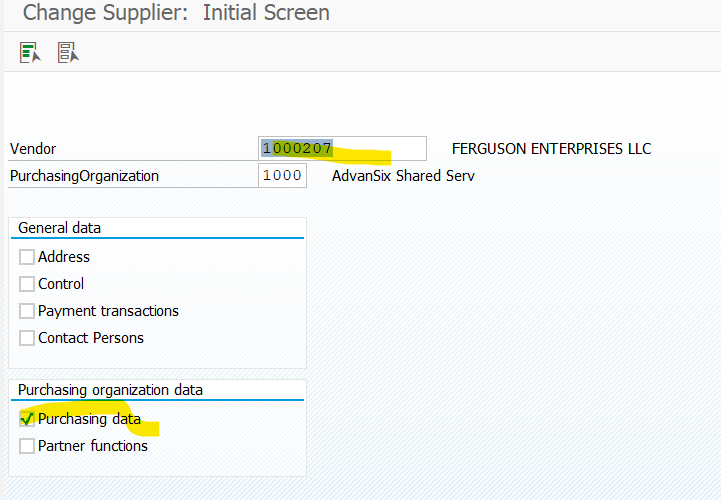 Change Supplier: Initial Screen
Vendor 1000207 FERGUSON ENTERPRISES LLC
PurchasingOrganization 1000 AdvanSix Shared Serv
General data
Address
Control
Payment transactions
Contact Persons
Purchasing organization data
Purchasing data
Partner functions